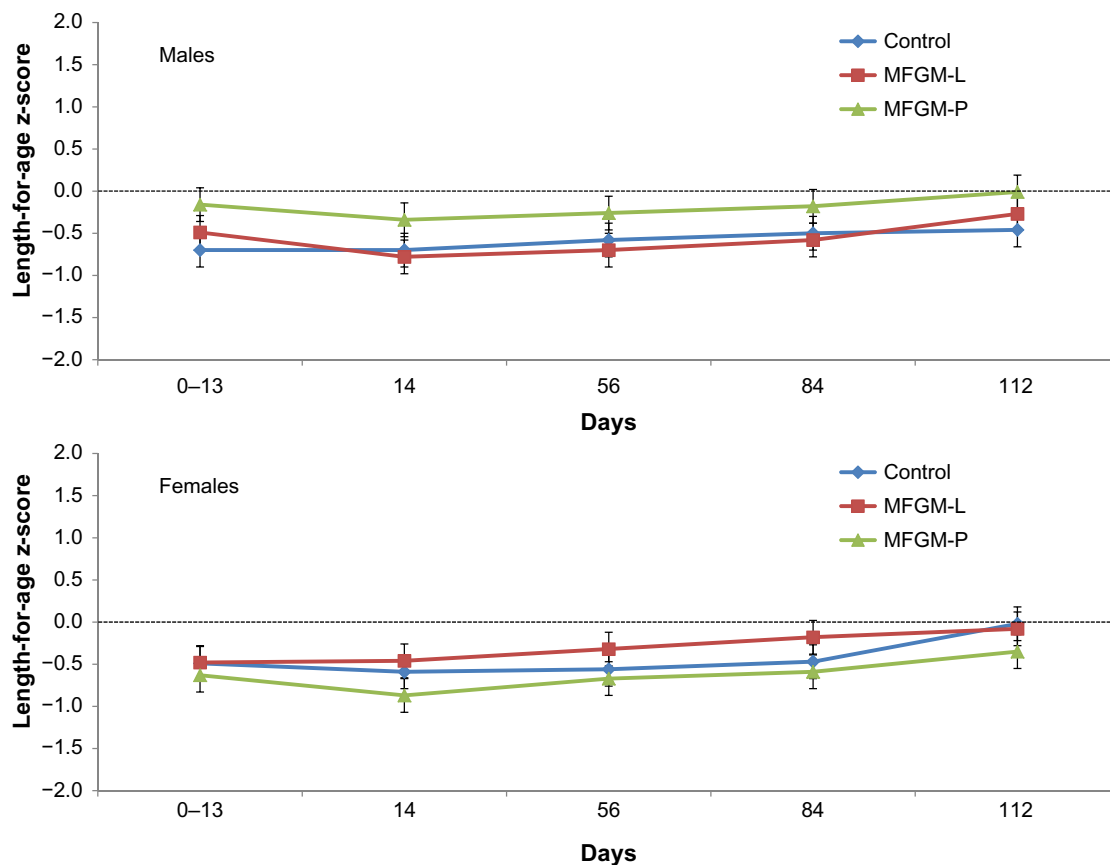 Length-for-age z-score
2.0
1.5
1.0
0.5
0.0
−0.5
−1.0
−1.5
−2.0
Males
Control
MFGM-L
MFGM-P
0–13 14 56 84 112
Days
Length-for-age z-score
2.0
1.5
1.0
0.5
0.0
−0.5
−1.0
−1.5
−2.0
Females
Control
MFGM-L
MFGM-P
0–13 14 56 84 112
Days